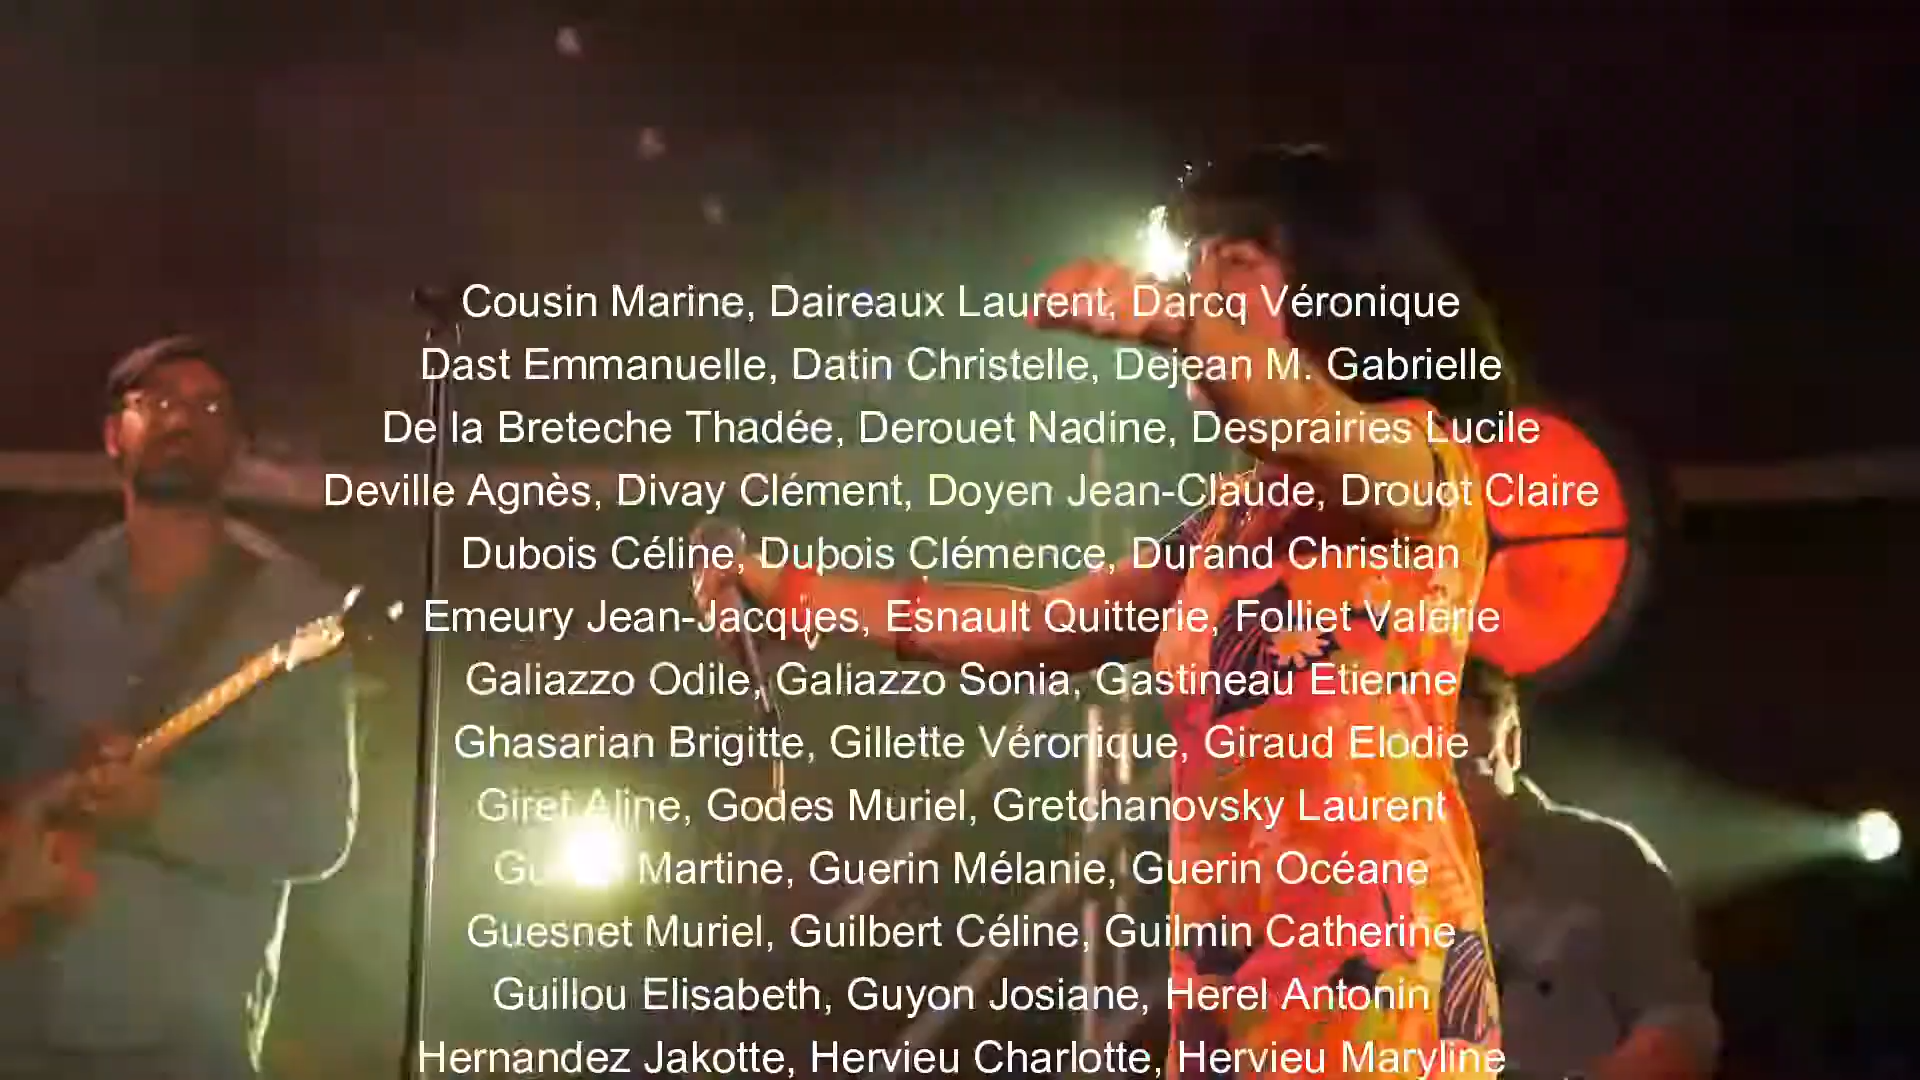 Cousin Marine, Daireaux Laurent, Darcq Véronique
Dast Emmanuelle, Datin Christelle, Dejean M. Gabrielle
De la Breteche Thadée, Derouet Nadine, Desprairies Lucile
Deville Agnès, Divay Clément, Doyen Jean-Claude, Drouot Claire
Dubois Céline, Dubois Clémence, Durand Christian
Emeury Jean-Jacques, Esnault Quitterie, Folliet Valérie
Galiazzo Odile, Galiazzo Sonia, Gastineau Etienne
Ghasarian Brigitte, Gillette Véronique, Giraud Elodie
Giret Aline, Godes Muriel, Gretchanovsky Laurent
Martine, Guerin Mélanie, Guerin Océane
Guesnet Muriel, Guilbert Céline, Guilmin Catherine
Guillou Elisabeth, Guyon Josiane, Herel Antonin
Hernandez Jakotte, Hervieu Charlotte, Hervieu Maryline